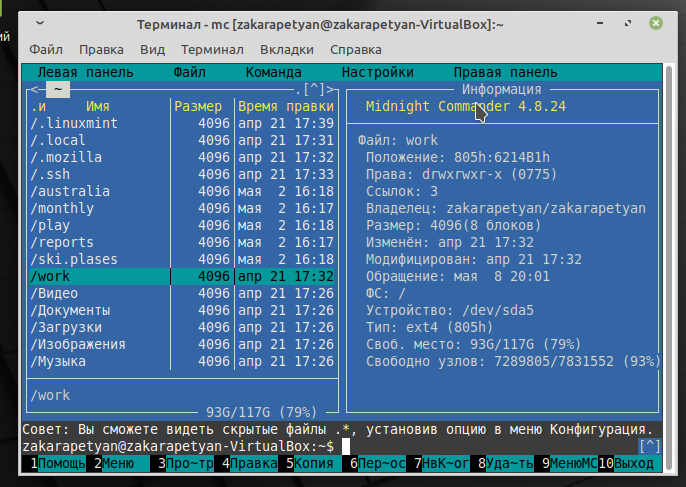 ий
Терминал - mc [zakarapetyan@zakarapetyan-VirtualBox]:~
Файл Правка Вид Терминал Вкладки Справка
Левая панель Файл Команда Настройки Правая панель
<─ ~ ─.[^]>
.и Имя Размер Время правки
/.linuxmint 4096 апр 21 17:39
/.local 4096 апр 21 17:31
/.mozilla 4096 апр 21 17:32
/.ssh 4096 апр 21 17:33
/australia 4096 мая 2 16:18
/monthly 4096 мая 2 16:17
/play 4096 мая 2 16:18
/reports 4096 мая 2 16:17
/ski.plases 4096 мая 2 16:18
/work 4096 апр 21 17:32
/Видео 4096 апр 21 17:26
/Документы 4096 апр 21 17:26
/Загрузки 4096 апр 21 17:26
/Изображения 4096 апр 21 17:26
/Музыка 4096 апр 21 17:26
/work
93G/117G (79%)
Информация
Midnight Commander 4.8.24
Файл: work
Положение: 805h:6214B1h
Права: drwxrwxr-x (0775)
Ссылок: 3
Владелец: zakarapetyan/zakarapetyan
Размер: 4096(8 блоков)
Изменён: апр 21 17:32
Модифицирован: апр 21 17:32
Обращение: мая 8 20:01
ФС: /
Устройство: /dev/sda5
Тип: ext4 (805h)
Своб. место: 93G/117G (79%)
Свободно узлов: 7289805/7831552 (93%)
Совет: Вы сможете видеть скрытые файлы .*, установив опцию в меню Конфигурация.
zakarapetyan@zakarapetyan-VirtualBox:~$ [^]
1Помощь 2Меню 3Про~тр 4Правка 5Копия 6Пер~ос 7НвК~ог 8Уда~ть 9МенюMC 10Выход